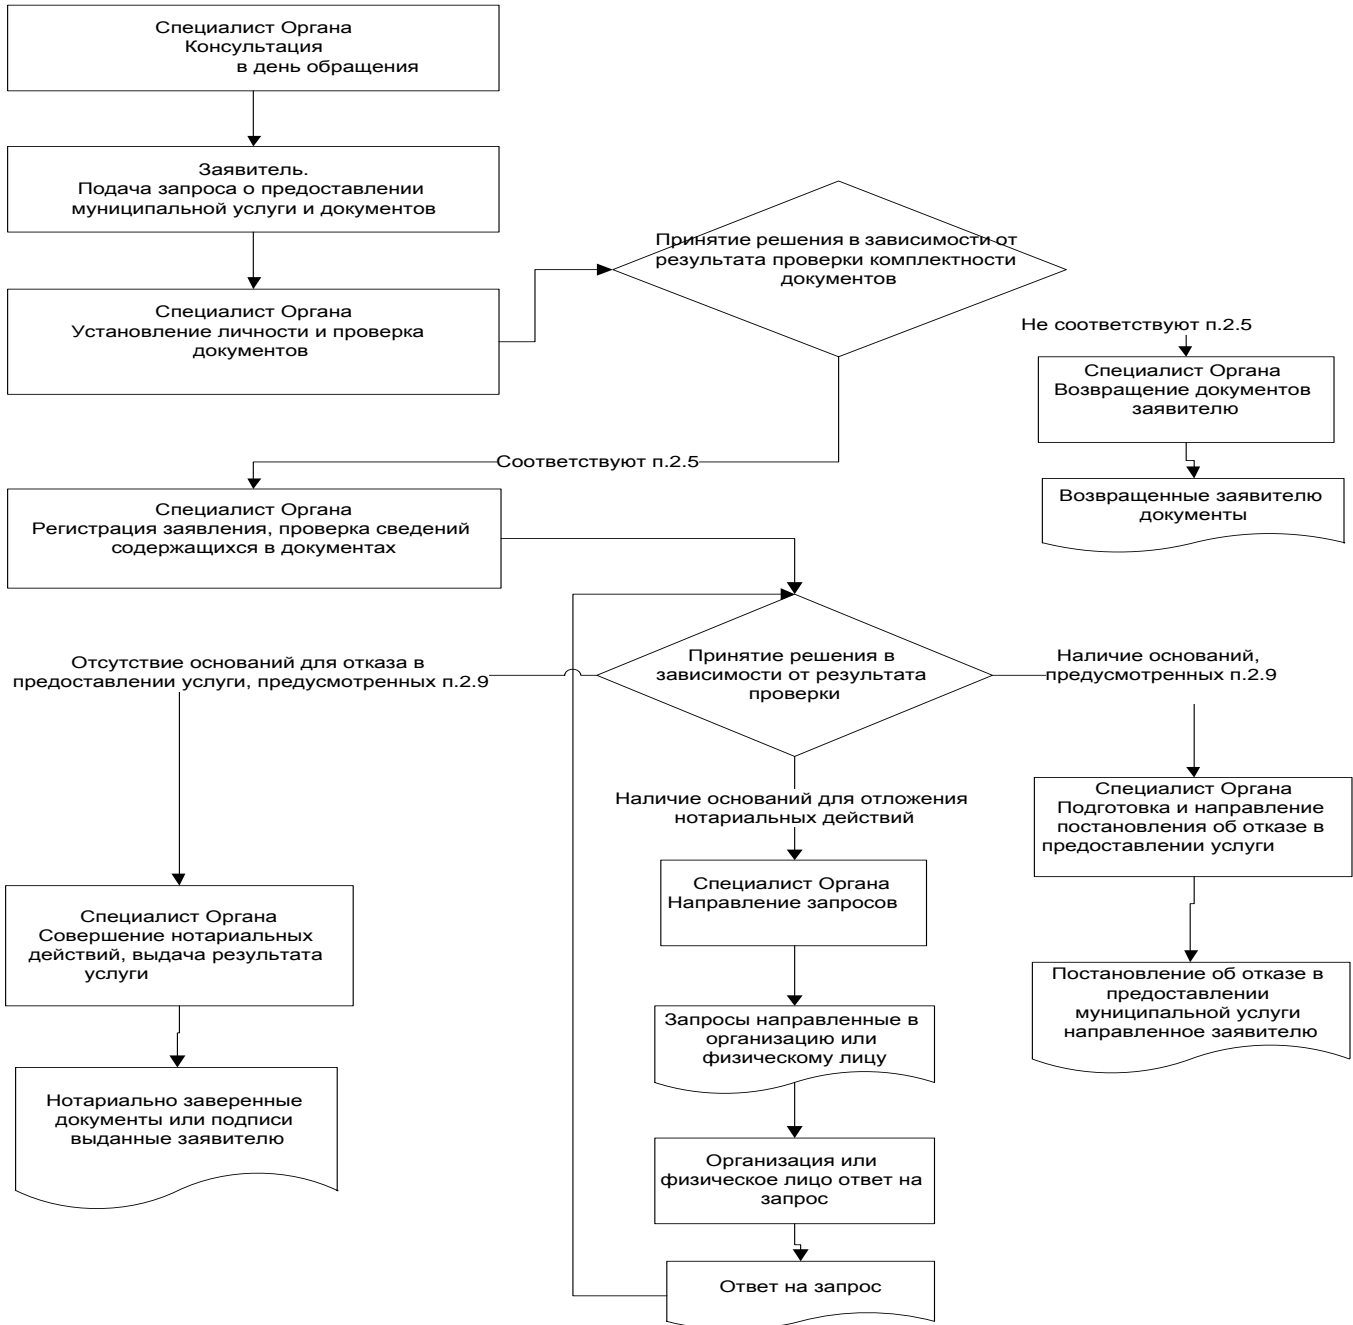 Специалист Органа
Консультация
в день обращения
Заявитель.
Подача запроса о предоставлении
муниципальной услуги и документов
Специалист Органа
Установление личности и проверка
документов
Принятие решения в зависимости от
результата проверки комплектности
документов
Не соответствуют п.2.5
Специалист Органа
Возвращение документов
заявителю
Возвращенные заявителю
документы
Соответствуют п.2.5
Специалист Органа
Регистрация заявления, проверка сведений
содержащихся в документах
Принятие решения в
зависимости от результата
проверки
Отсутствие оснований для отказа в
предоставлении услуги, предусмотренных п.2.9
Наличие оснований,
предусмотренных п.2.9
Наличие оснований для отложения
нотариальных действий
Специалист Органа
Подготовка и направление
постановления об отказе в
предоставлении услуги
Специалист Органа
Направление запросов
Специалист Органа
Совершение нотариальных
действий, выдача результата
услуги
Постановление об отказе в
предоставлении
муниципальной услуги
направленное заявителю
Запросы направленные в
организацию или
физическому лицу
Нотариально заверенные
документы или подписи
выданные заявителю
Организация или
физическое лицо ответ на
запрос
Ответ на запрос